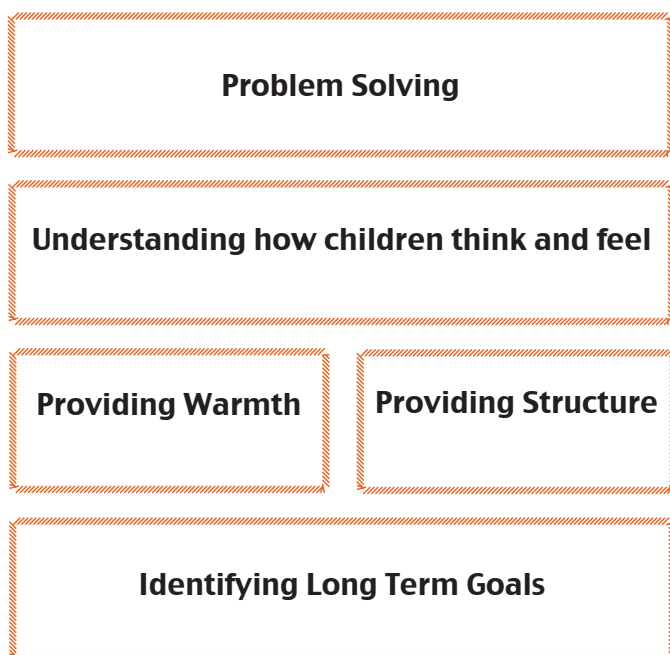 Problem Solving
Understanding how children think and feel
Providing Warmth
Providing Structure
Identifying Long Term Goals